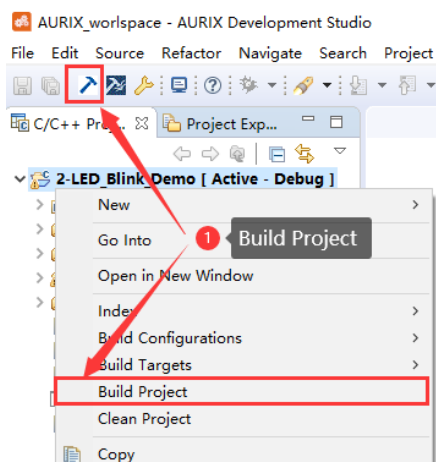 AURIX_worlspace - AURIX Development Studio
File Edit Source Refactor Navigate Search Project
C/C++ Pro... Project Exp...
2-LED_Blink_Demo [ Active - Debug ]
New
Go Into
1 Build Project
Open in New Window
Index
Build Configurations
Build Targets
Build Project
Clean Project
Copy